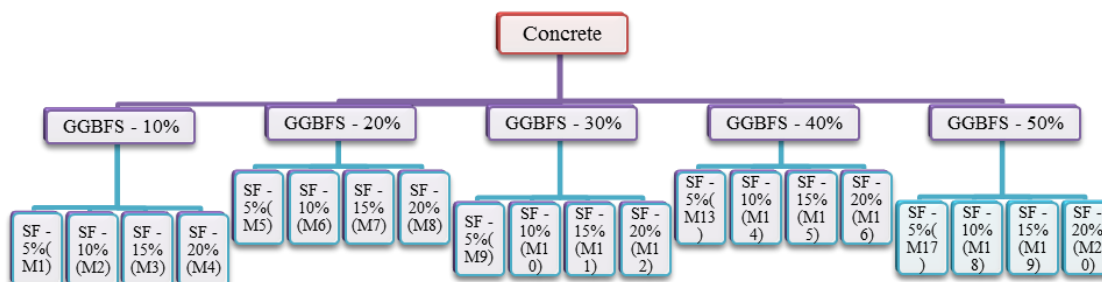 Concrete
GGBFS - 10%
GGBFS - 20%
GGBFS - 30%
GGBFS - 40%
GGBFS - 50%
SF -
5%(
M1)
SF -
10%
(M2)
SF -
15%
(M3)
SF -
20%
(M4)
SF -
5%(
M5)
SF -
10%
(M6)
SF -
15%
(M7)
SF -
20%
(M8)
SF -
5%(
M9)
SF -
10%
(M1
0)
SF -
15%
(M1
1)
SF -
20%
(M1
2)
SF -
5%(
M13
)
SF -
10%
(M1
4)
SF -
15%
(M1
5)
SF -
20%
(M1
6)
SF -
5%(
M17)
SF -
10%
(M1
8)
SF -
15%
(M1
9)
SF -
20%
(M2
0)